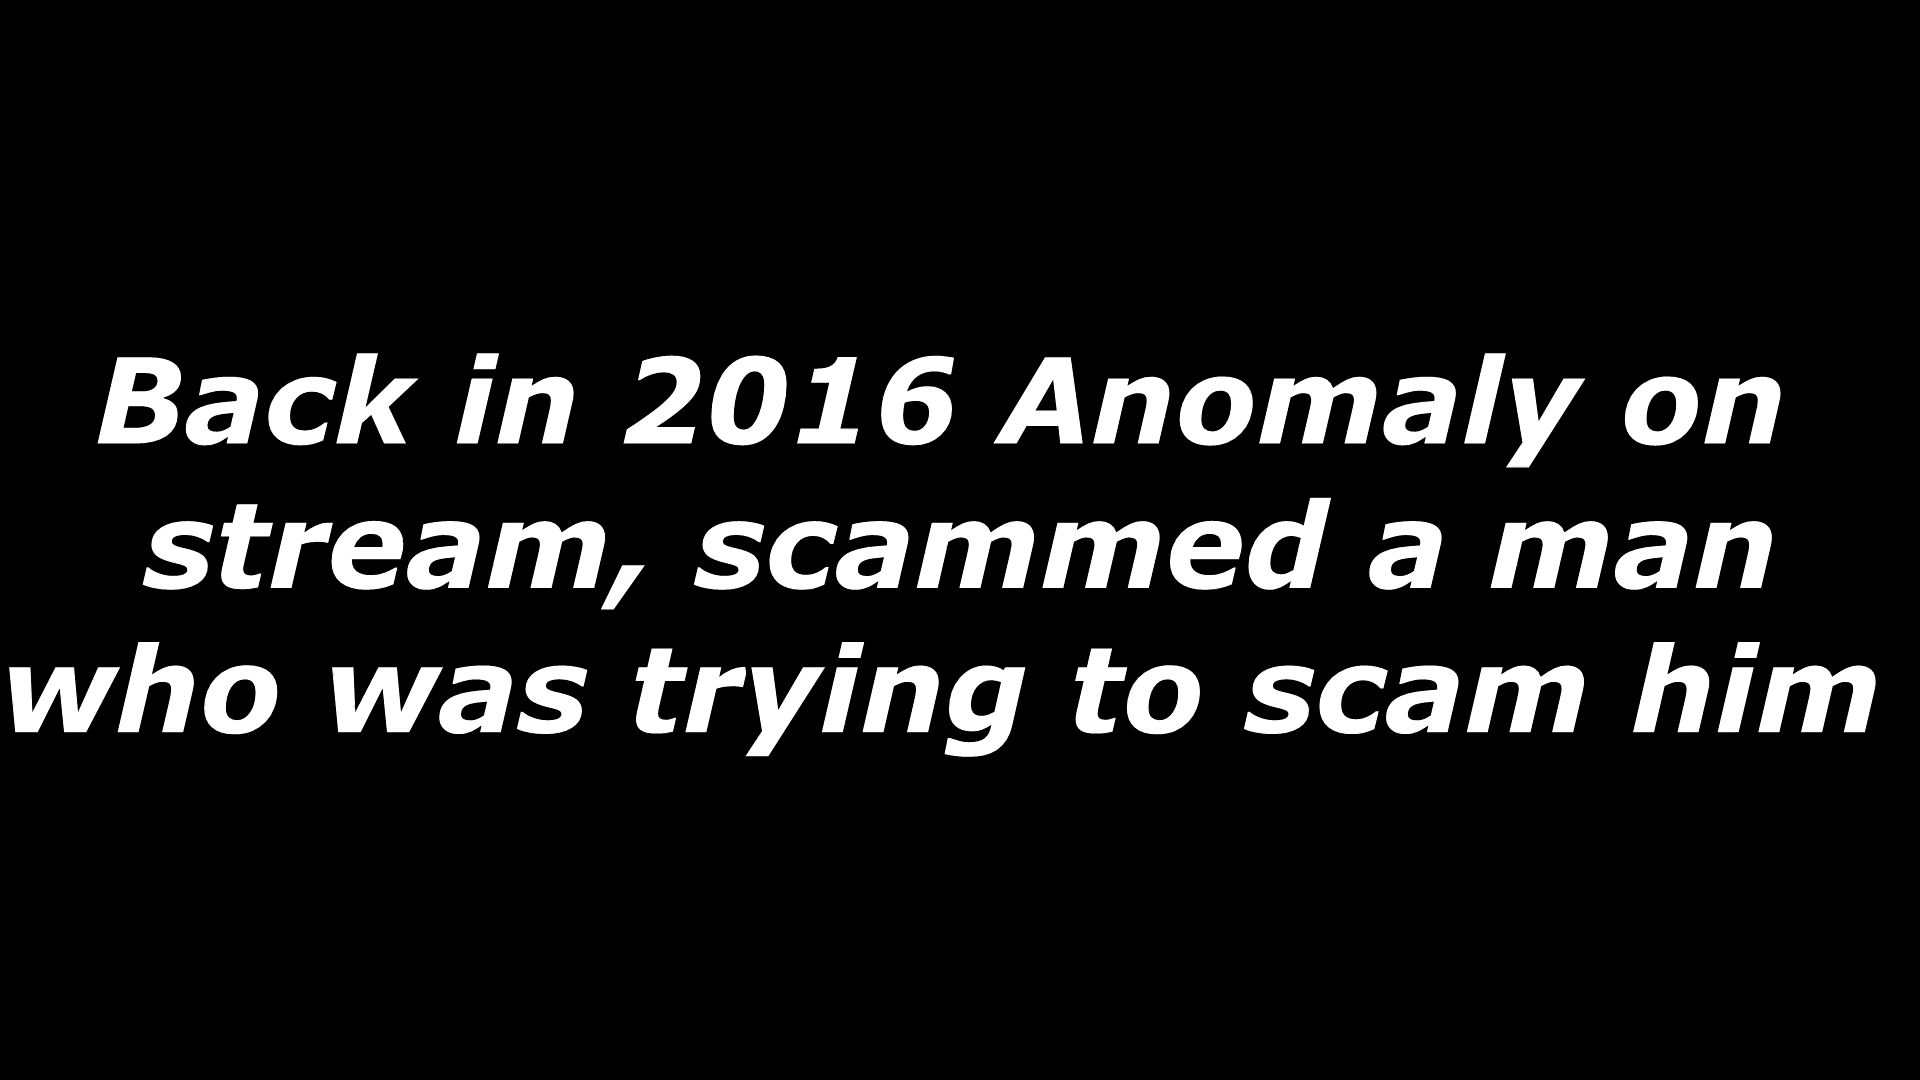 Back in 2016 Anomaly on
stream, scammed a man
who was trying to scam him